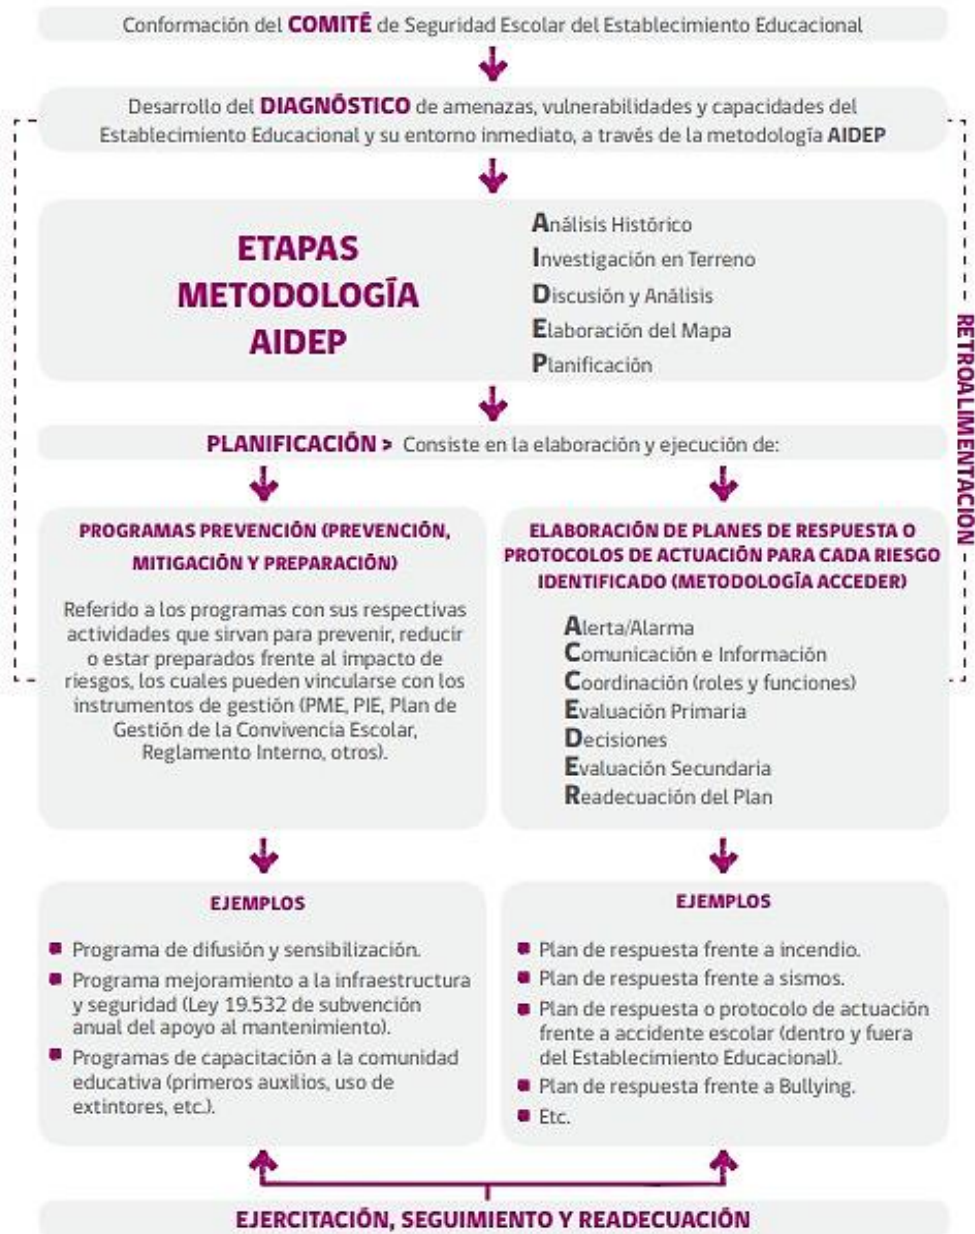 Conformación del COMITÉ de Seguridad Escolar del Establecimiento Educacional
Desarrollo del DIAGNÓSTICO de amenazas, vulnerabilidades y capacidades del
Establecimiento Educacional y su entorno inmediato, a través de la metodología AIDEP
ETAPAS
METODOLOGÍA
AIDEP
Análisis Histórico
Investigación en Terreno
Discusión y Análisis
Elaboración del Mapa
Planificación
RETROALIMENTACIÓN
PLANIFICACIÓN > Consiste en la elaboración y ejecución de:
PROGRAMAS PREVENCIÓN (PREVENCIÓN,
MITIGACIÓN Y PREPARACIÓN)
Referido a los programas con sus respectivas
actividades que sirvan para prevenir, reducir
o estar preparados frente al impacto de
riesgos, los cuales pueden vincularse con los
instrumentos de gestión (PME, PIE, Plan de
Gestión de la Convivencia Escolar,
Reglamento Interno, otros).
ELABORACIÓN DE PLANES DE RESPUESTA O
PROTOCOLOS DE ACTUACIÓN PARA CADA RIESGO
IDENTIFICADO (METODOLOGÍA ACCEDER)
Alerta/Alarma
Comunicación e Información
Coordinación (roles y funciones)
Evaluación Primaria
Decisiones
Evaluación Secundaria
Readecuación del Plan
EJEMPLOS
Programa de difusión y sensibilización.
Programa mejoramiento a la infraestructura
y seguridad (Ley 19.532 de subvención
anual del apoyo al mantenimiento).
Programas de capacitación a la comunidad
educativa (primeros auxilios, uso de
extintores, etc.).
EJEMPLOS
Plan de respuesta frente a incendio.
Plan de respuesta frente a sismos.
Plan de respuesta o protocolo de actuación
frente a accidente escolar (dentro y fuera
del Establecimiento Educacional).
Plan de respuesta frente a Bullying.
Etc.
EJERCITACIÓN, SEGUIMIENTO Y READECUACIÓN